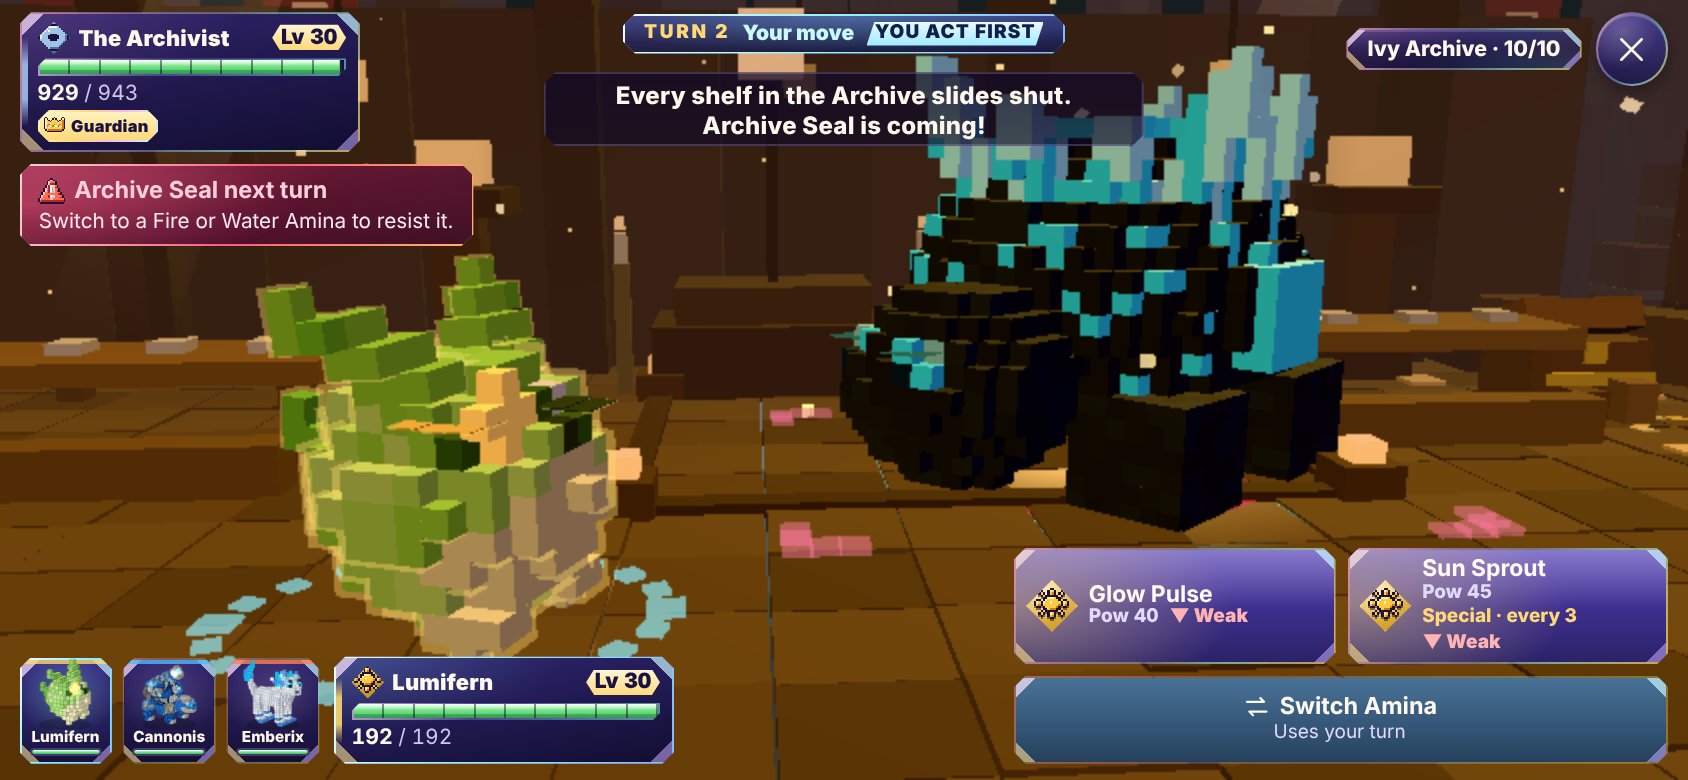 The Archivist
Lv 30
929 / 943
Guardian
TURN 2 Your move YOU ACT FIRST
Every shelf in the Archive slides shut.
Archive Seal is coming!
Ivy Archive · 10/10
Archive Seal next turn
Switch to a Fire or Water Amina to resist it.
Glow Pulse
Pow 40 ▼ Weak
Sun Sprout
Pow 45
Special · every 3
▼ Weak
Lumifern
Cannonis
Emberix
Lumifern
Lv 30
192 / 192
Switch Amina
Uses your turn